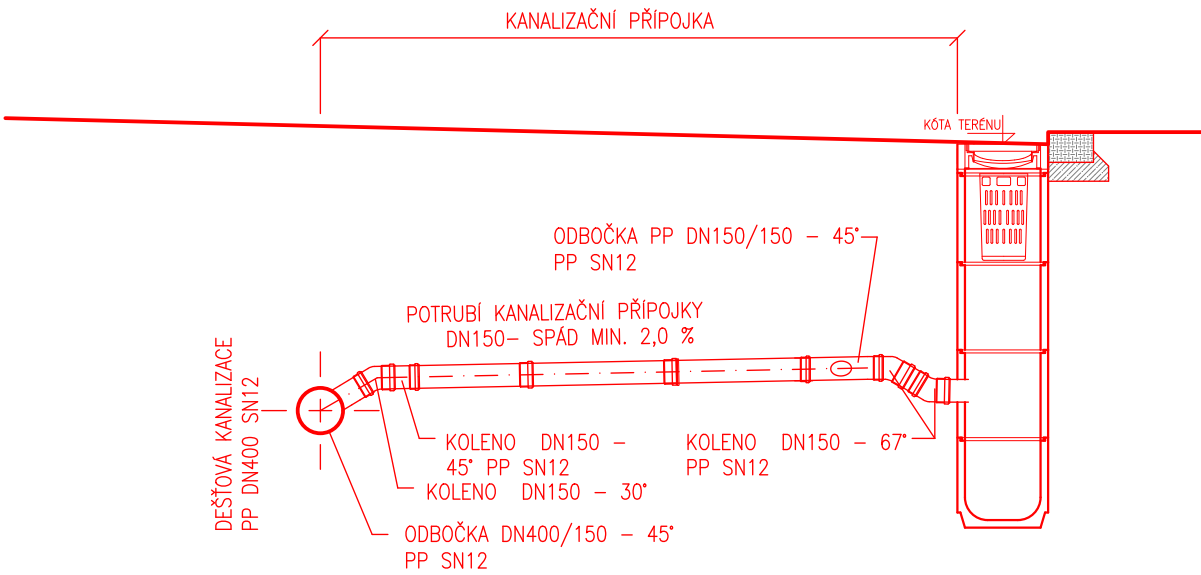 KANALIZAČNÍ PŘÍPOJKA
KÓTA TERÉNU
ODBOČKA PP DN150/150 – 45°
PP SN12
POTRUBÍ KANALIZAČNÍ PŘÍPOJKY
DN150– SPÁD MIN. 2,0 %
DEŠŤOVÁ KANALIZACE
PP DN400 SN12
KOLENO DN150 –
45° PP SN12
KOLENO DN150 – 67°
PP SN12
KOLENO DN150 – 30°
ODBOČKA DN400/150 – 45°
PP SN12